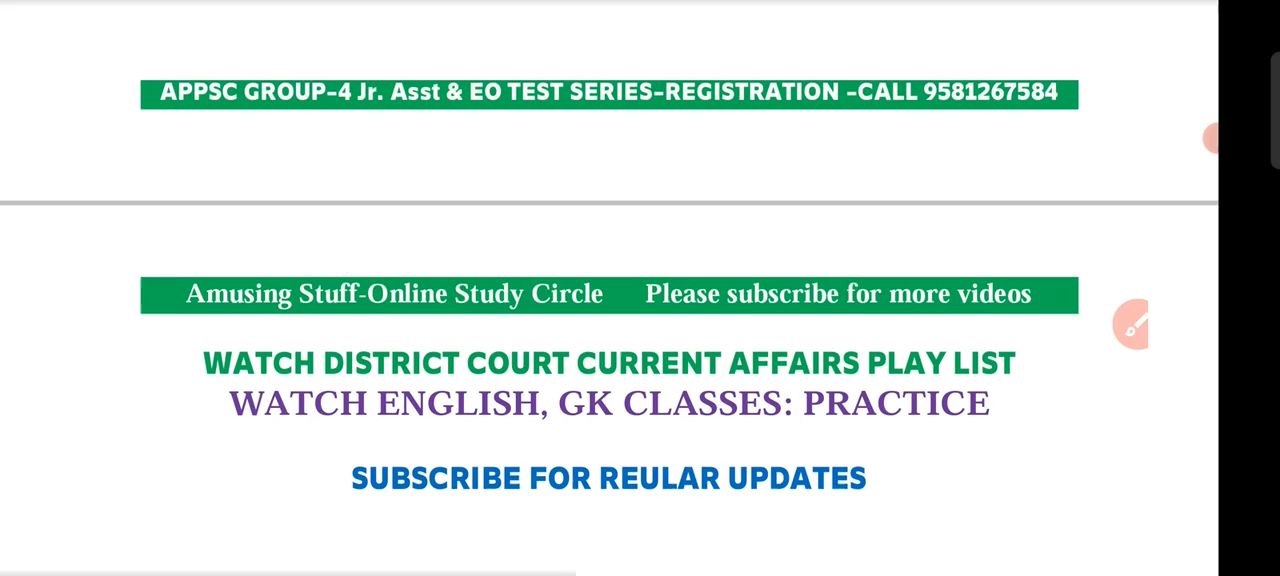 APPSC GROUP-4 Jr. Asst & EO TEST SERIES-REGISTRATION -CALL 9581267584
Amusing Stuff-Online Study Circle Please subscribe for more videos
WATCH DISTRICT COURT CURRENT AFFAIRS PLAY LIST
WATCH ENGLISH, GK CLASSES: PRACTICE
SUBSCRIBE FOR REULAR UPDATES